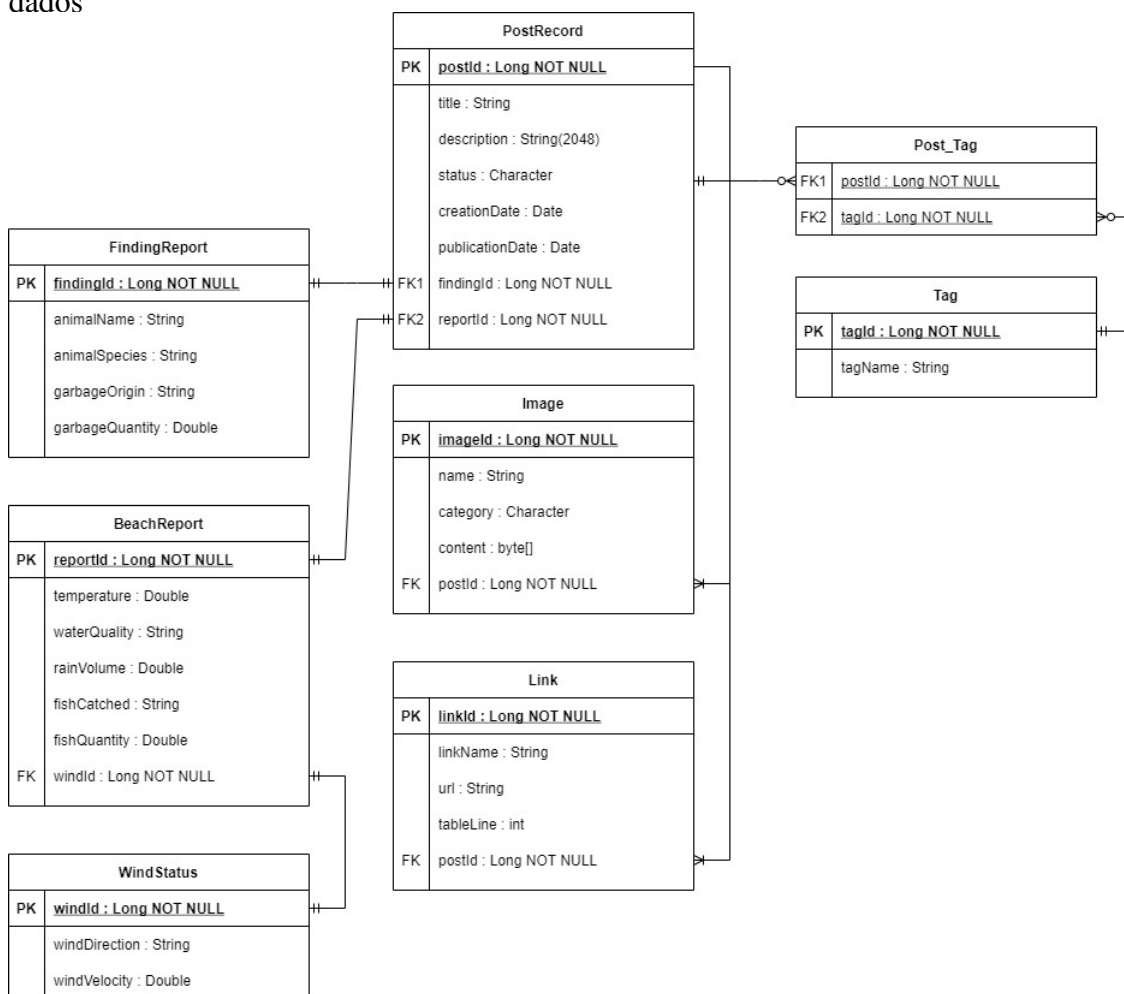 dados
PostRecord
PK postId : Long NOT NULL
title : String
description : String(2048)
status : Character
creationDate : Date
publicationDate : Date
FK1 findingId : Long NOT NULL
FK2 reportId : Long NOT NULL
Post_Tag
FK1 postId : Long NOT NULL
FK2 tagId : Long NOT NULL
FindingReport
PK findingId : Long NOT NULL
animalName : String
animalSpecies : String
garbageOrigin : String
garbageQuantity : Double
Tag
PK tagId : Long NOT NULL
tagName : String
Image
PK imageId : Long NOT NULL
name : String
category : Character
content : byte[]
FK postId : Long NOT NULL
BeachReport
PK reportId : Long NOT NULL
temperature : Double
waterQuality : String
rainVolume : Double
fishCatched : String
fishQuantity : Double
FK windId : Long NOT NULL
Link
PK linkId : Long NOT NULL
linkName : String
url : String
tableLine : int
FK postId : Long NOT NULL
WindStatus
PK windId : Long NOT NULL
windDirection : String
windVelocity : Double